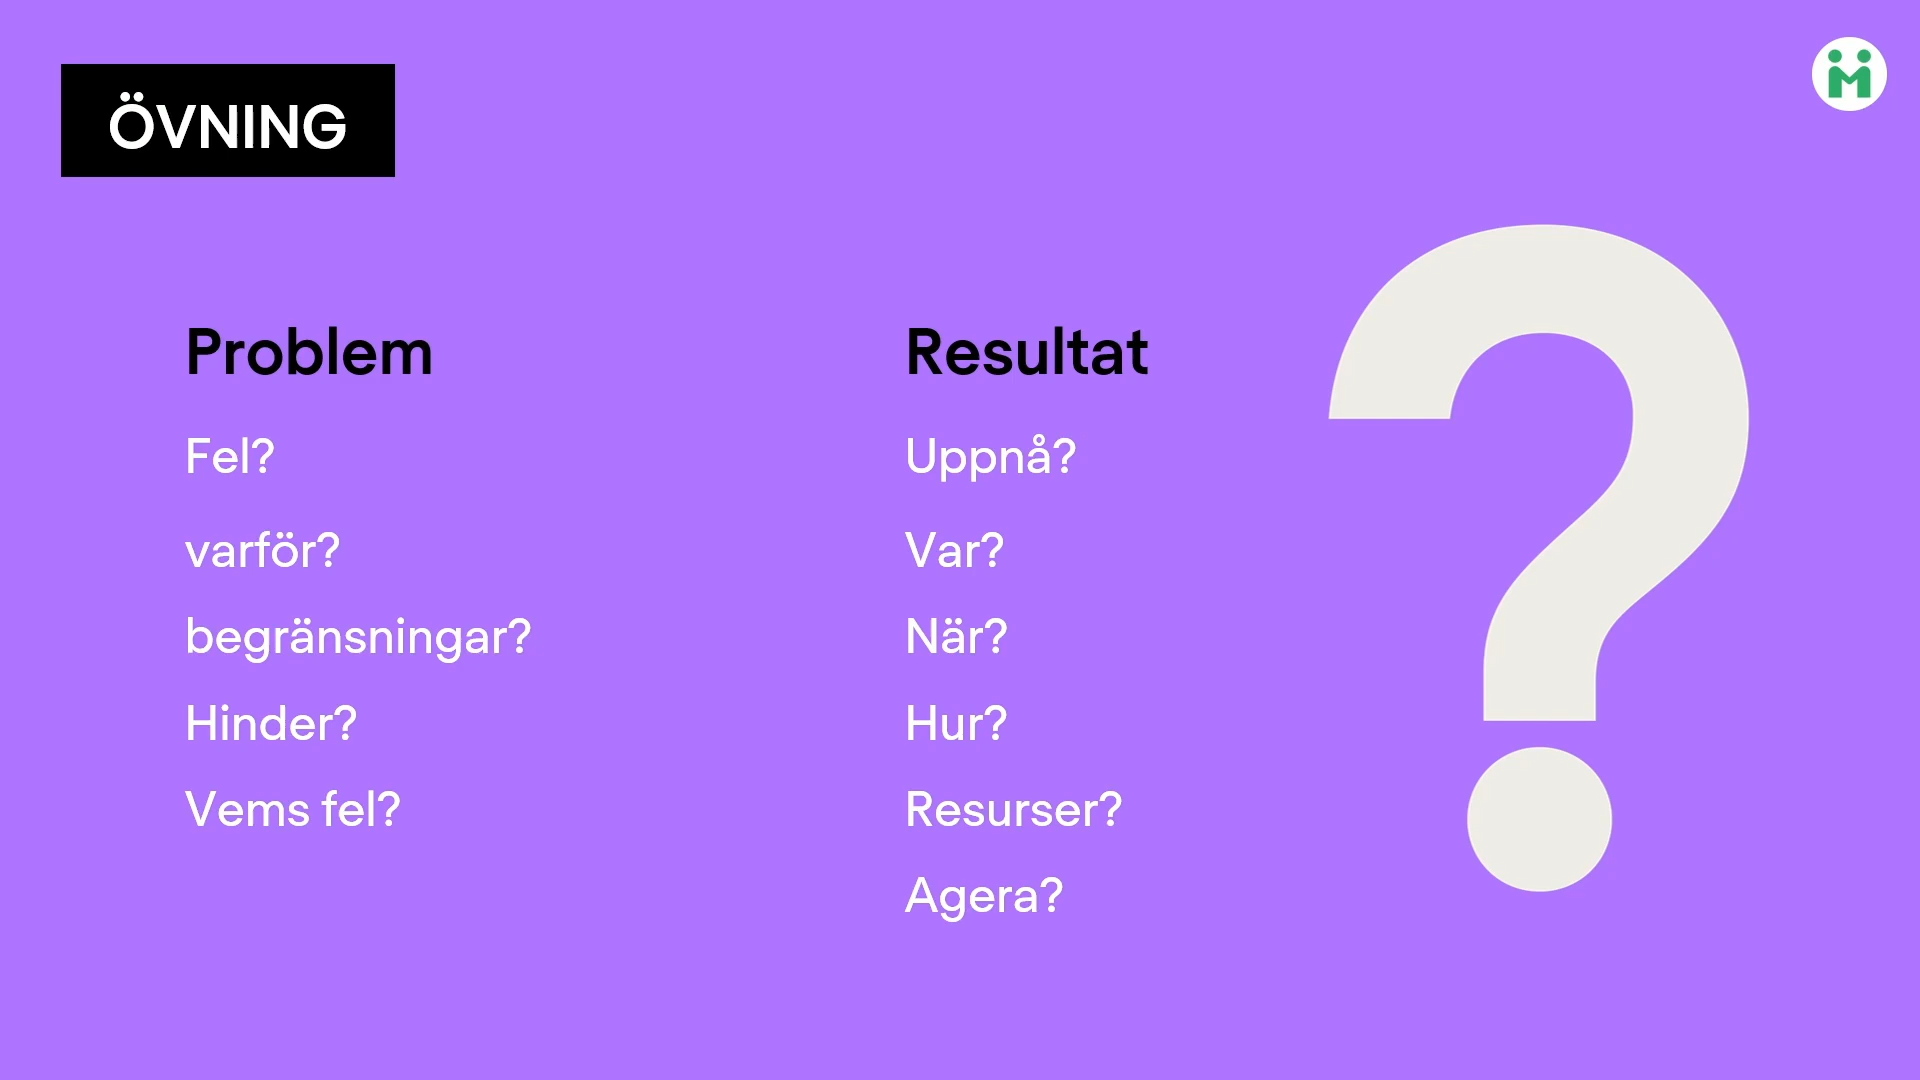 ÖVNING
Problem
Fel?
varför?
begränsningar?
Hinder?
Vems fel?
Resultat
Uppnå?
Var?
När?
Hur?
Resurser?
Agera?
?